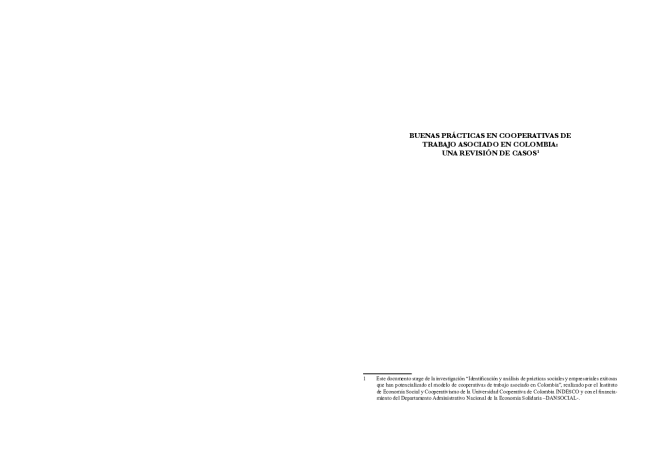 BUENAS PRÁCTICAS EN COOPERATIVAS DE
TRABAJO ASOCIADO EN COLOMBIA:
UNA REVISIÓN DE CASOS¹
1 Este documento surge de la investigación "Identificación y análisis de prácticas sociales y empresariales exitosas
que han potencializado el modelo de cooperativas de trabajo asociado en Colombia", realizado por el Instituto
de Economía Social y Cooperativismo de la Universidad Cooperativa de Colombia INDESCO y con el financia-
miento del Departamento Administrativo Nacional de la Economía Solidaria –DANSOCIAL–.